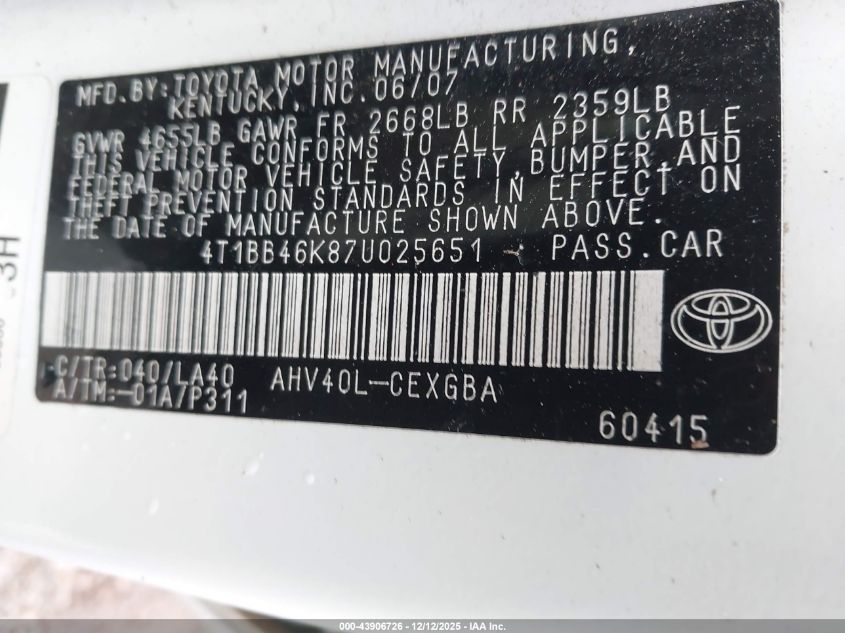 MFD.BY:TOYOTA MOTOR MANUFACTURING,
KENTUCKY, INC. 06/07
GVWR 4655LB GAWR FR 2668LB RR 2359LB
THIS VEHICLE CONFORMS TO ALL APPLICABLE
FEDERAL MOTOR VEHICLE SAFETY,BUMPER,AND
THEFT PREVENTION STANDARDS IN EFFECT ON
THE DATE OF MANUFACTURE SHOWN ABOVE.
4T1BB46K87U025651 PASS.CAR
C/TR:040/LA40 AHV40L-CEXGBA
A/TM:-01A/P311
60415
3H
000-43906726 - 12/12/2025 - IAA Inc.